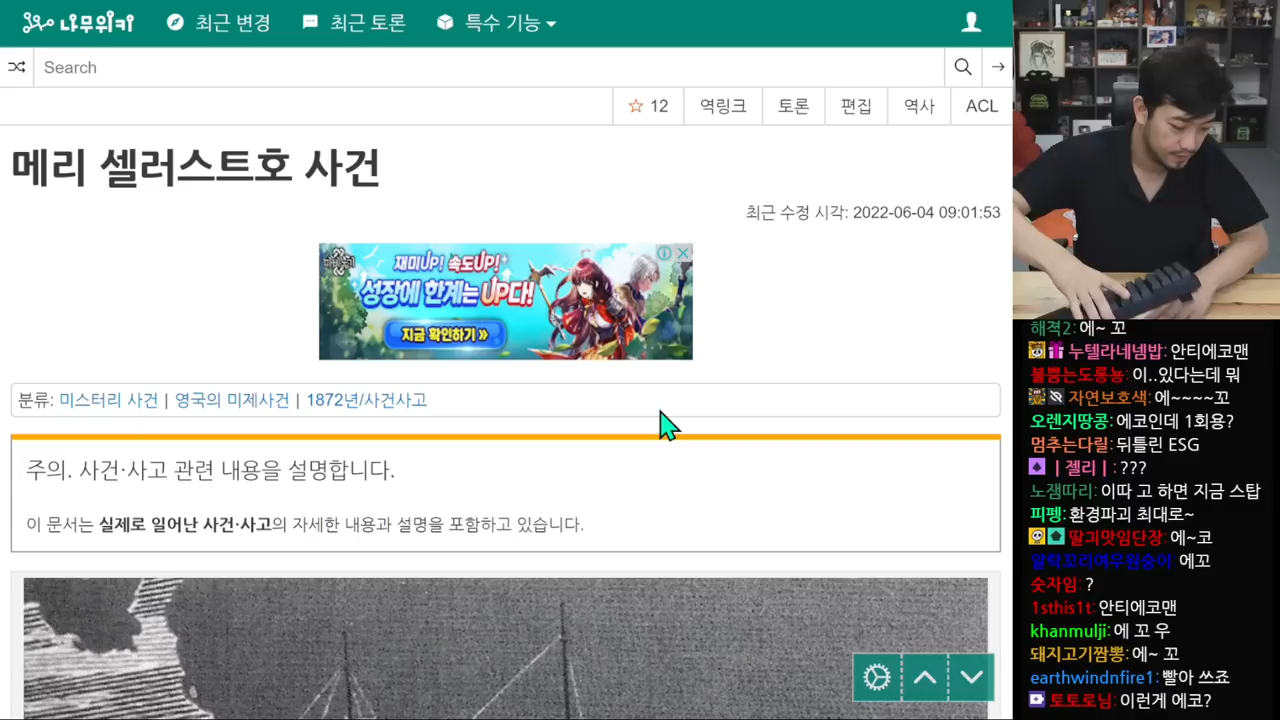 나무위키 최근 변경 최근 토론 특수 기능
Search
12 역링크 토론 편집 역사 ACL
메리 셀러스트호 사건
최근 수정 시각: 2022-06-04 09:01:53
재미UP! 속도UP!
성장에 한계는 UP다!
지금 확인하기 »
분류: 미스터리 사건 | 영국의 미제사건 | 1872년/사건사고
주의. 사건·사고 관련 내용을 설명합니다.
이 문서는 실제로 일어난 사건·사고의 자세한 내용과 설명을 포함하고 있습니다.
해격2: 에~ 꼬
누텔라네넴밥: 안티에코맨
불뿜는도롱뇽: 이..있다는데 뭐
자연보호색: 에~~~~꼬
오렌지땅콩: 에코인데 1회용?
멈추는다릴: 뒤틀린 ESG
| 젤리 | : ???
노잼따리: 이따 고 하면 지금 스탑
피펭: 환경파괴 최대로~
딸긔맛임단장: 에~코
알락꼬리여우원숭이 에꼬
숫자임: ?
1sthis1t: 안티에코맨
khanmulji: 에 꼬 우
돼지고기짬뽕: 에~ 꼬
earthwindnfire1: 빨아 쓰죠
토토로님: 이런게 에코?